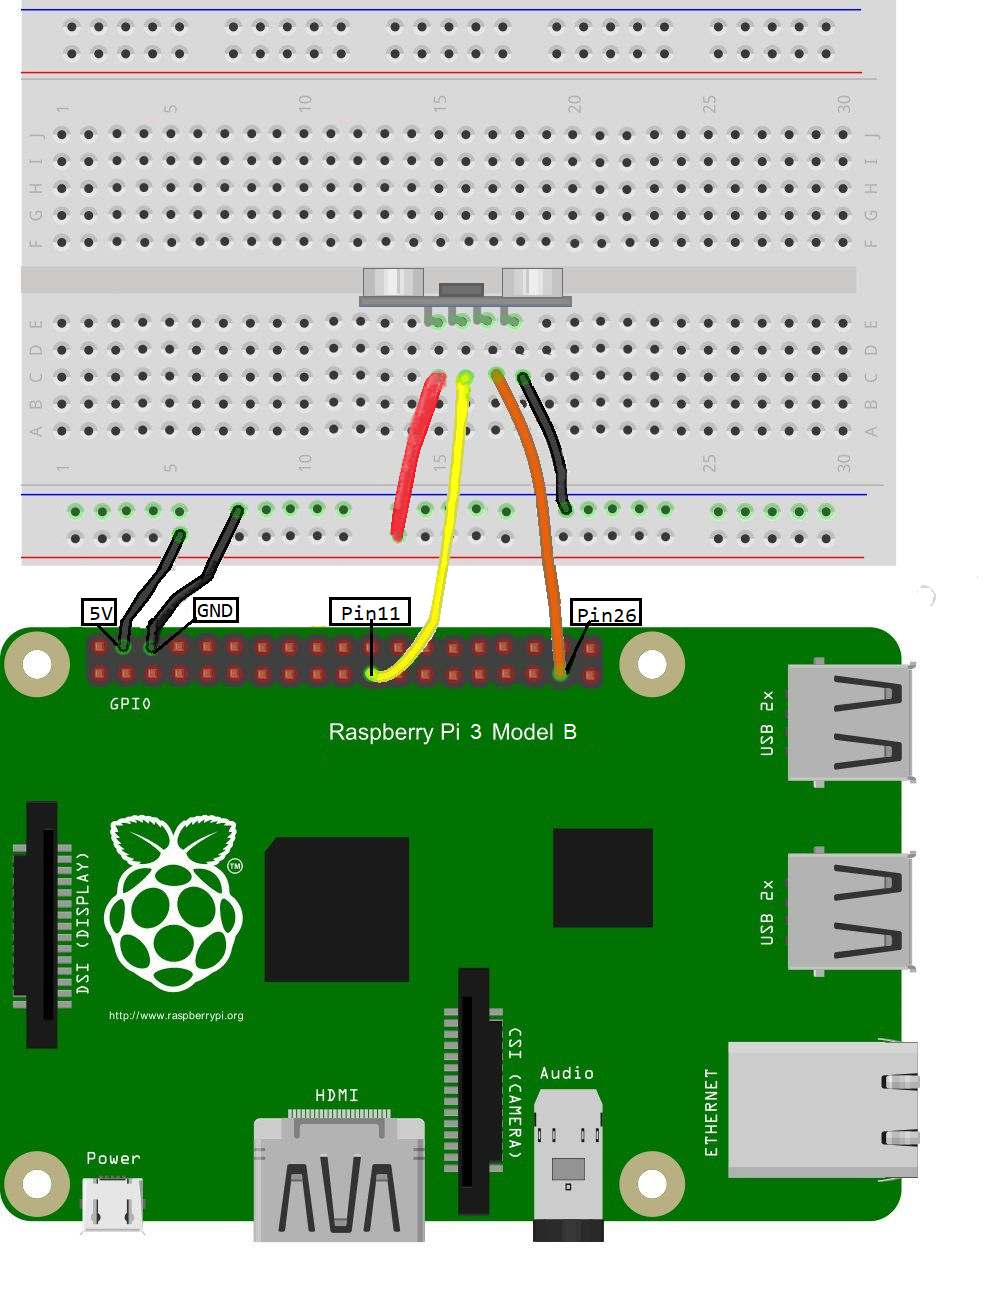 1 5 10 15 20 25 30
J J
I I
H H
G G
F F
E E
D D
C C
B B
A A
1 5 10 15 25 30
5V GND Pin11 Pin26
GPIO
Raspberry Pi 3 Model B
USB 2x
DSI (DISPLAY)
TM
USB 2x
http://www.raspberrypi.org
CSI (CAMERA)
Audio
ETHERNET
HDMI
Power